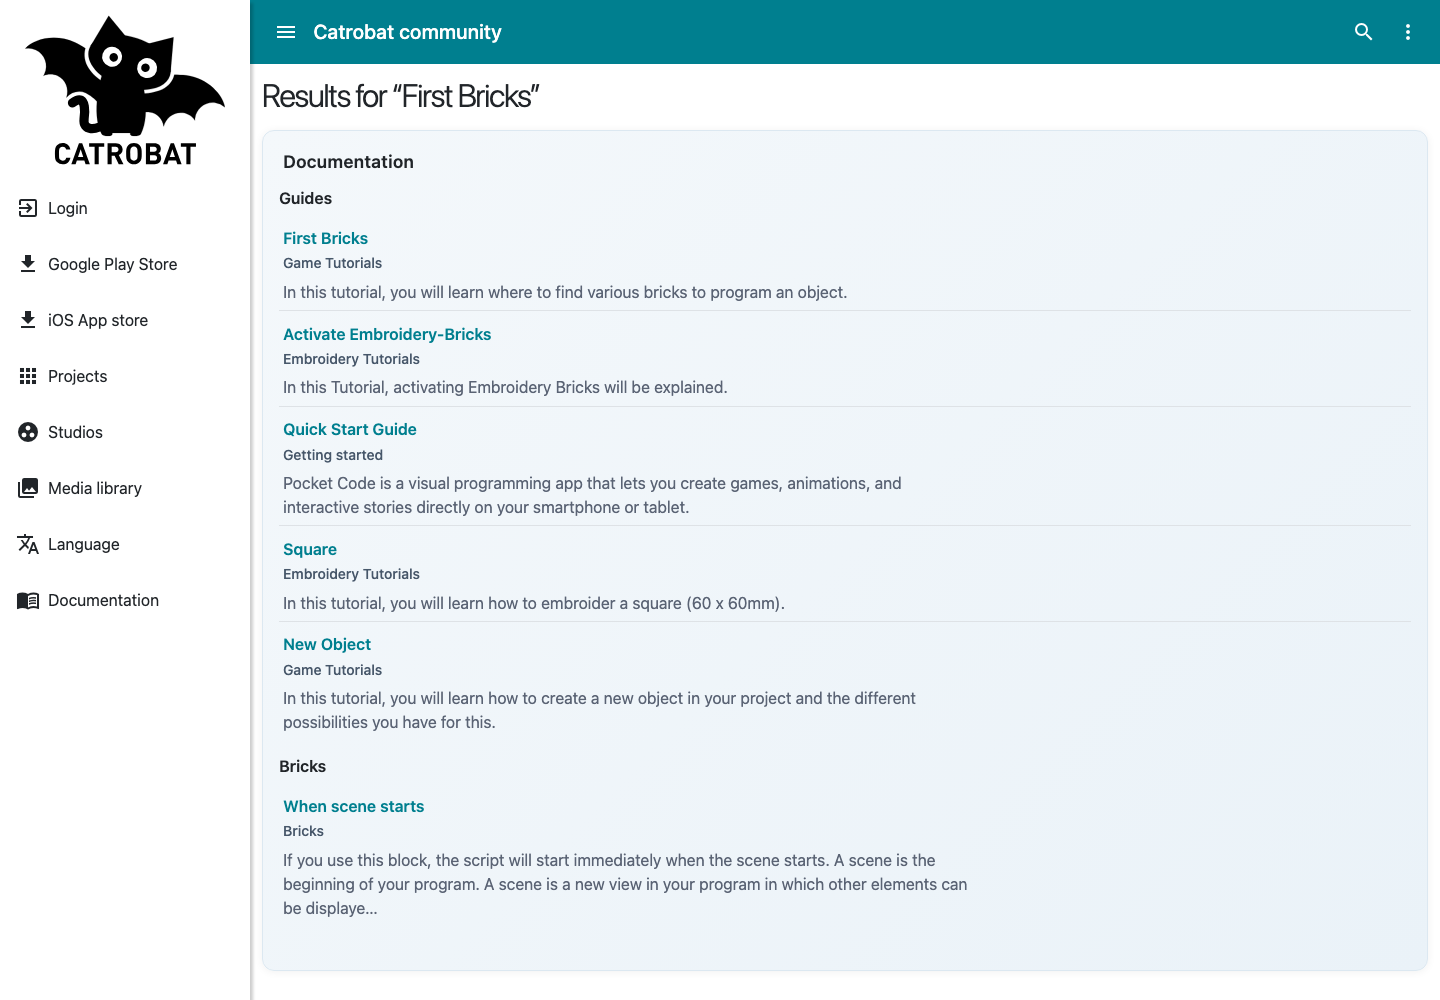 CATROBAT
Login
Google Play Store
iOS App store
Projects
Studios
Media library
Language
Documentation
Catrobat community
Results for “First Bricks”
Documentation
Guides
First Bricks
Game Tutorials
In this tutorial, you will learn where to find various bricks to program an object.
Activate Embroidery-Bricks
Embroidery Tutorials
In this Tutorial, activating Embroidery Bricks will be explained.
Quick Start Guide
Getting started
Pocket Code is a visual programming app that lets you create games, animations, and
interactive stories directly on your smartphone or tablet.
Square
Embroidery Tutorials
In this tutorial, you will learn how to embroider a square (60 x 60mm).
New Object
Game Tutorials
In this tutorial, you will learn how to create a new object in your project and the different
possibilities you have for this.
Bricks
When scene starts
Bricks
If you use this block, the script will start immediately when the scene starts. A scene is the
beginning of your program. A scene is a new view in your program in which other elements can
be displaye...